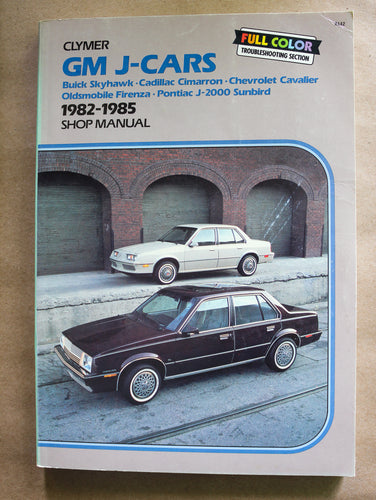 A142
FULL COLOR
TROUBLESHOOTING SECTION
CLYMER
GM J-CARS
Buick Skyhawk • Cadillac Cimarron • Chevrolet Cavalier
Oldsmobile Firenza • Pontiac J-2000 Sunbird
1982-1985
SHOP MANUAL